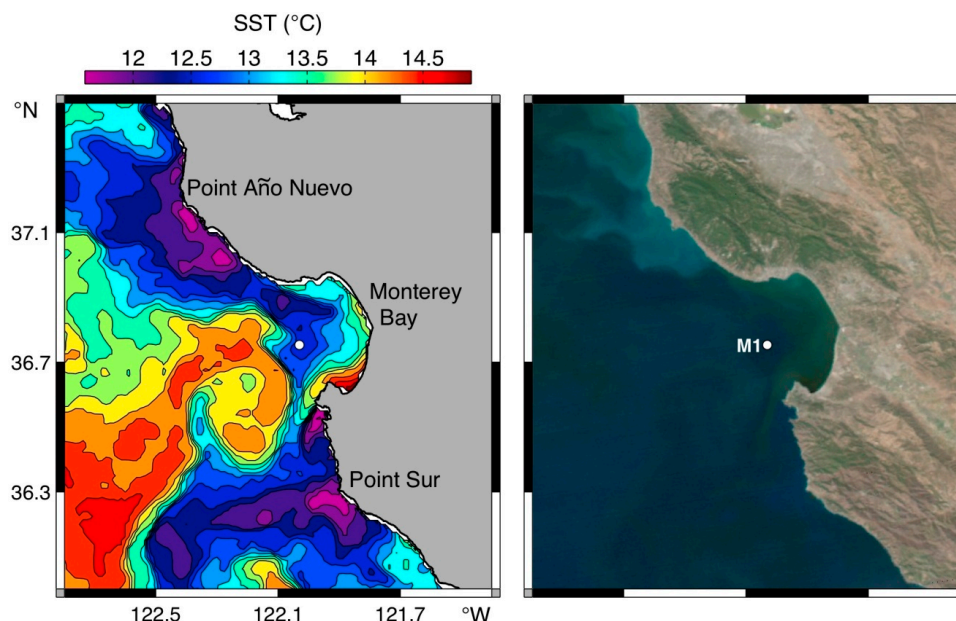 SST (°C)
12 12.5 13 13.5 14 14.5
°N
Point Año Nuevo
37.1
Monterey
Bay
36.7
M1
Point Sur
36.3
122.5 122.1 121.7 °W